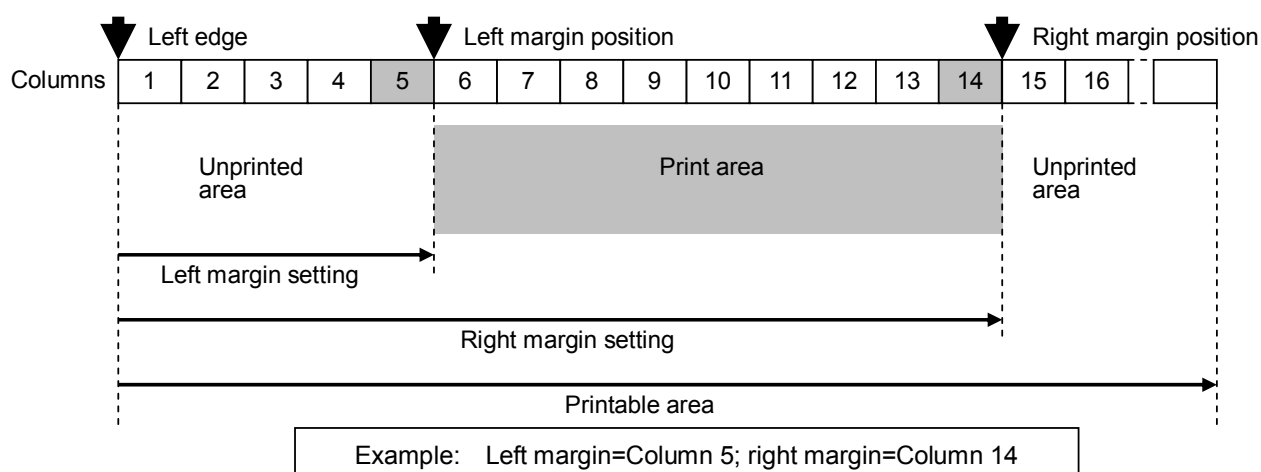 Left edge
Left margin position
Right margin position
Columns 1 2 3 4 5 6 7 8 9 10 11 12 13 14 15 16
Unprinted
area
Print area
Unprinted
area
Left margin setting
Right margin setting
Printable area
Example: Left margin=Column 5; right margin=Column 14